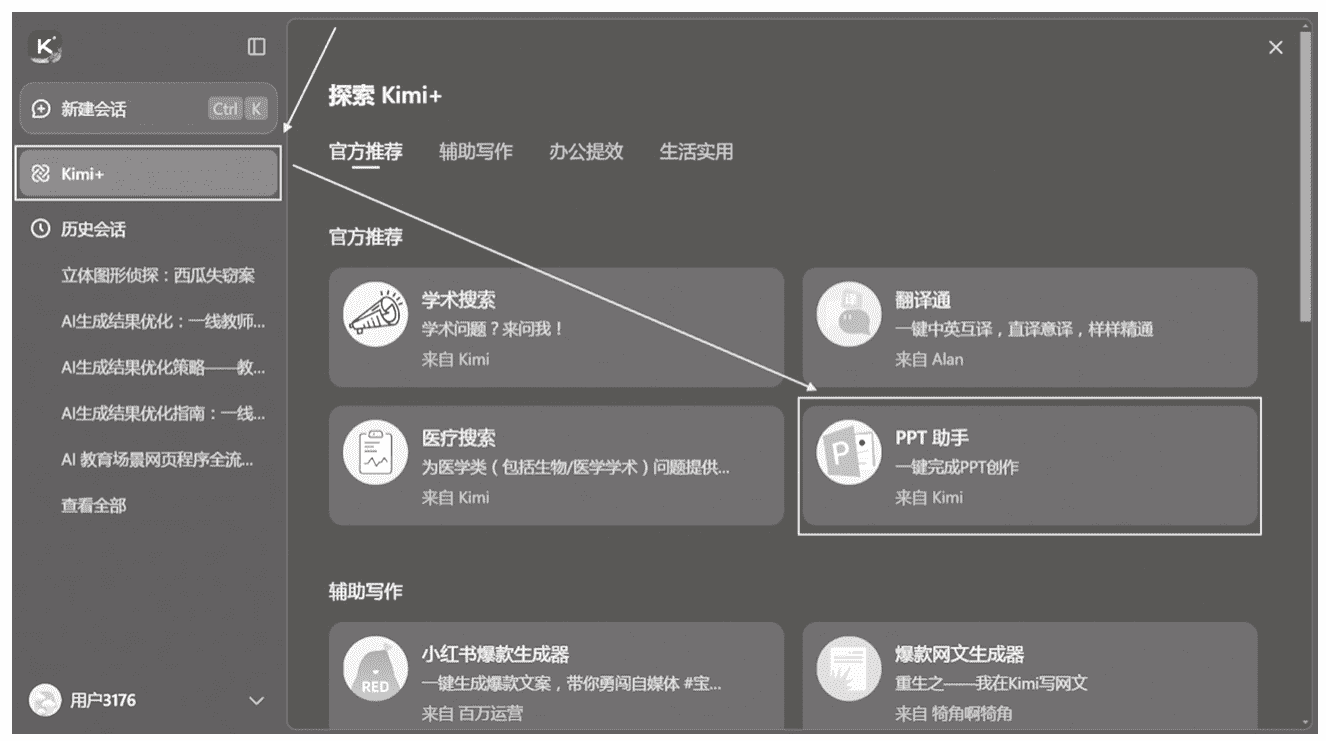 K
新建会话 Ctrl K
Kimi+
历史会话
立体图形侦探：西瓜失窃案
AI生成结果优化：一线教师...
AI生成结果优化策略——教...
AI生成结果优化指南：一线...
AI 教育场景网页程序全流...
查看全部
用户3176
探索 Kimi+
官方推荐 辅助写作 办公提效 生活实用
官方推荐
学术搜索
学术问题？来问我！
来自 Kimi
翻译通
一键中英互译，直译意译，样样精通
来自 Alan
医疗搜索
为医学类（包括生物/医学学术）问题提供...
来自 Kimi
P
PPT 助手
一键完成PPT创作
来自 Kimi
辅助写作
RED
小红书爆款生成器
一键生成爆款文案，带你勇闯自媒体 #宝...
来自 百万运营
爆款网文生成器
重生之——我在Kimi写网文
来自 犄角啊犄角